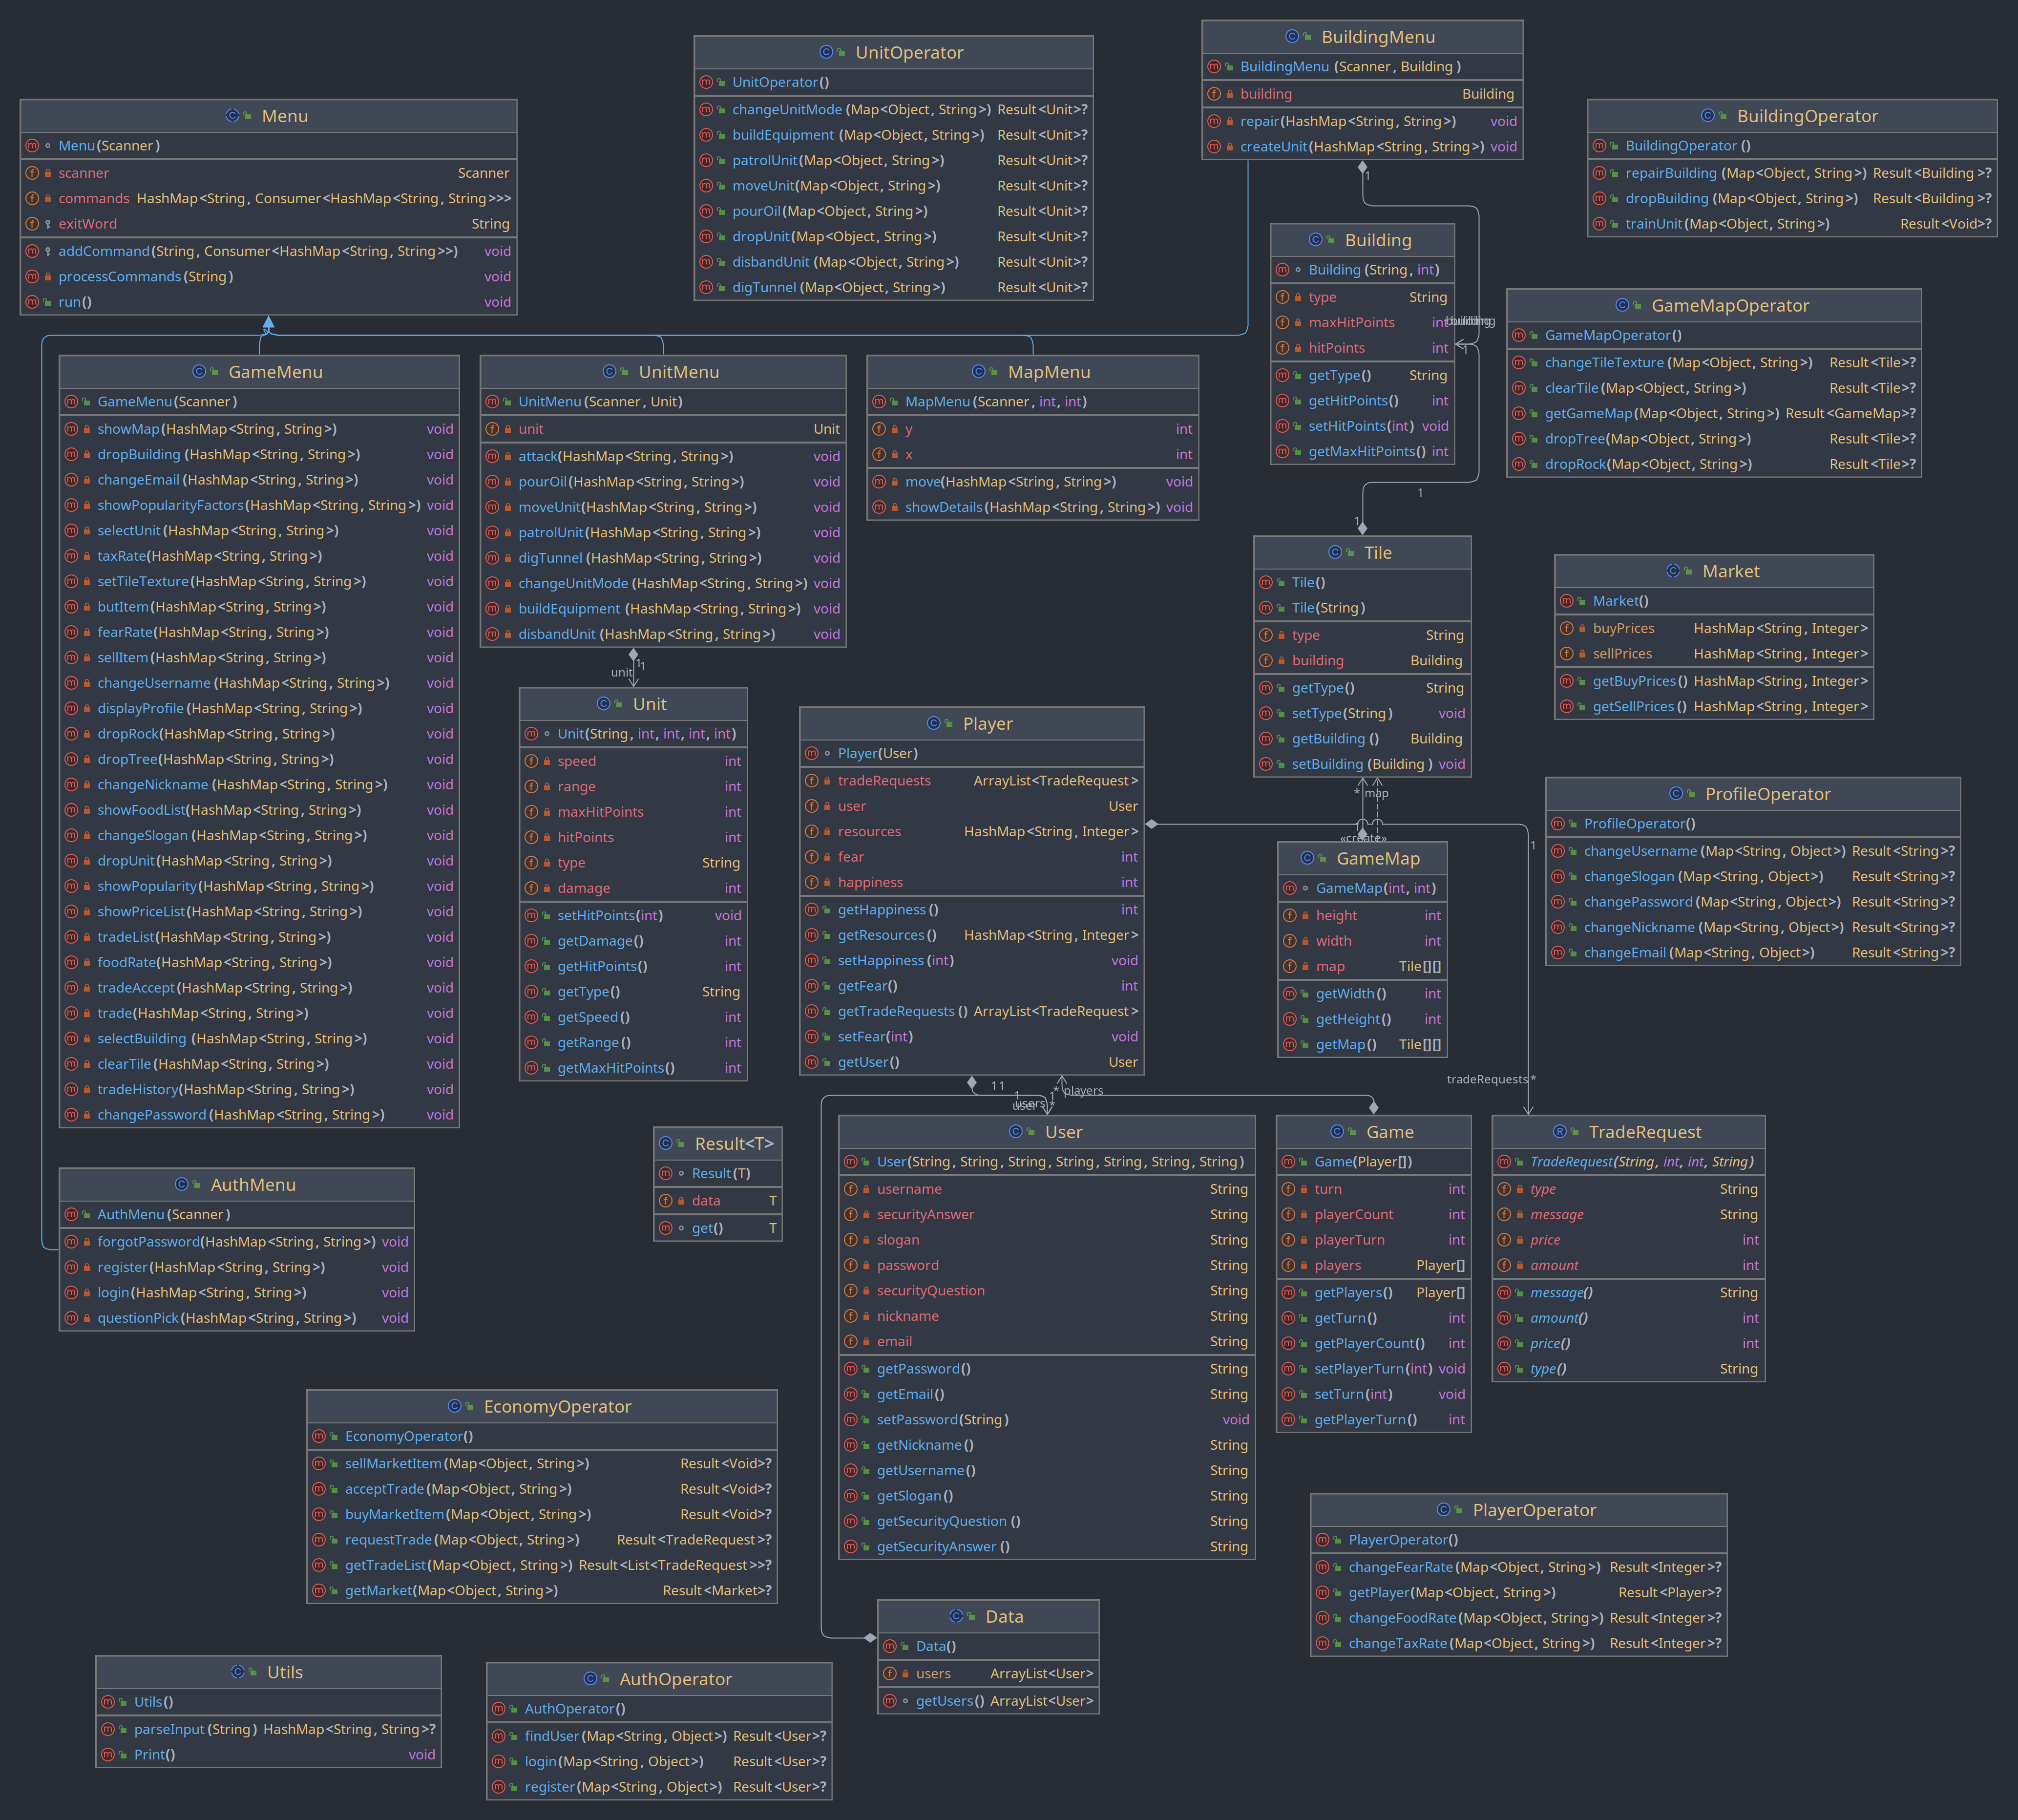 UnitOperator
UnitOperator()
changeUnitMode(Map<Object, String>) Result<Unit>?
buildEquipment(Map<Object, String>) Result<Unit>?
patrolUnit(Map<Object, String>) Result<Unit>?
moveUnit(Map<Object, String>) Result<Unit>?
pourOil(Map<Object, String>) Result<Unit>?
dropUnit(Map<Object, String>) Result<Unit>?
disbandUnit(Map<Object, String>) Result<Unit>?
digTunnel(Map<Object, String>) Result<Unit>?
BuildingMenu
BuildingMenu(Scanner, Building)
building Building
repair(HashMap<String, String>) void
createUnit(HashMap<String, String>) void
1
Menu
Menu(Scanner)
scanner Scanner
commands HashMap<String, Consumer<HashMap<String, String>>>
exitWord String
addCommand(String, Consumer<HashMap<String, String>>) void
processCommands(String) void
run() void
BuildingOperator
BuildingOperator()
repairBuilding(Map<Object, String>) Result<Building>?
dropBuilding(Map<Object, String>) Result<Building>?
trainUnit(Map<Object, String>) Result<Void>?
Building
Building(String, int)
type String
maxHitPoints int
hitPoints int
getType() String
getHitPoints() int
setHitPoints(int) void
getMaxHitPoints() int
building
1
1
1
GameMapOperator
GameMapOperator()
changeTileTexture(Map<Object, String>) Result<Tile>?
clearTile(Map<Object, String>) Result<Tile>?
getGameMap(Map<Object, String>) Result<GameMap>?
dropTree(Map<Object, String>) Result<Tile>?
dropRock(Map<Object, String>) Result<Tile>?
GameMenu
GameMenu(Scanner)
showMap(HashMap<String, String>) void
dropBuilding(HashMap<String, String>) void
changeEmail(HashMap<String, String>) void
showPopularityFactors(HashMap<String, String>) void
selectUnit(HashMap<String, String>) void
taxRate(HashMap<String, String>) void
setTileTexture(HashMap<String, String>) void
butItem(HashMap<String, String>) void
fearRate(HashMap<String, String>) void
sellItem(HashMap<String, String>) void
changeUsername(HashMap<String, String>) void
displayProfile(HashMap<String, String>) void
dropRock(HashMap<String, String>) void
dropTree(HashMap<String, String>) void
changeNickname(HashMap<String, String>) void
showFoodList(HashMap<String, String>) void
changeSlogan(HashMap<String, String>) void
dropUnit(HashMap<String, String>) void
showPopularity(HashMap<String, String>) void
showPriceList(HashMap<String, String>) void
tradeList(HashMap<String, String>) void
foodRate(HashMap<String, String>) void
tradeAccept(HashMap<String, String>) void
trade(HashMap<String, String>) void
selectBuilding(HashMap<String, String>) void
clearTile(HashMap<String, String>) void
tradeHistory(HashMap<String, String>) void
changePassword(HashMap<String, String>) void
UnitMenu
UnitMenu(Scanner, Unit)
unit Unit
attack(HashMap<String, String>) void
pourOil(HashMap<String, String>) void
moveUnit(HashMap<String, String>) void
patrolUnit(HashMap<String, String>) void
digTunnel(HashMap<String, String>) void
changeUnitMode(HashMap<String, String>) void
buildEquipment(HashMap<String, String>) void
disbandUnit(HashMap<String, String>) void
1
1
unit
MapMenu
MapMenu(Scanner, int, int)
y int
x int
move(HashMap<String, String>) void
showDetails(HashMap<String, String>) void
Tile
Tile()
Tile(String)
type String
building Building
getType() String
setType(String) void
getBuilding() Building
setBuilding(Building) void
* map
«create»
Market
Market()
buyPrices HashMap<String, Integer>
sellPrices HashMap<String, Integer>
getBuyPrices() HashMap<String, Integer>
getSellPrices() HashMap<String, Integer>
Unit
Unit(String, int, int, int, int)
speed int
range int
maxHitPoints int
hitPoints int
type String
damage int
setHitPoints(int) void
getDamage() int
getHitPoints() int
getType() String
getSpeed() int
getRange() int
getMaxHitPoints() int
Player
Player(User)
tradeRequests ArrayList<TradeRequest>
user User
resources HashMap<String, Integer>
fear int
happiness int
getHappiness() int
getResources() HashMap<String, Integer>
setHappiness(int) void
getFear() int
getTradeRequests() ArrayList<TradeRequest>
setFear(int) void
getUser() User
GameMap
GameMap(int, int)
height int
width int
map Tile[][]
getWidth() int
getHeight() int
getMap() Tile[][]
ProfileOperator
ProfileOperator()
changeUsername(Map<String, Object>) Result<String>?
changeSlogan(Map<String, Object>) Result<String>?
changePassword(Map<String, Object>) Result<String>?
changeNickname(Map<String, Object>) Result<String>?
changeEmail(Map<String, Object>) Result<String>?
1
tradeRequests *
1 1
* players
1
1
users
user *
Result<T>
Result(T)
data T
get() T
User
User(String, String, String, String, String, String, String)
username String
securityAnswer String
slogan String
password String
securityQuestion String
nickname String
email String
getPassword() String
getEmail() String
setPassword(String) void
getNickname() String
getUsername() String
getSlogan() String
getSecurityQuestion() String
getSecurityAnswer() String
Game
Game(Player[])
turn int
playerCount int
playerTurn int
players Player[]
getPlayers() Player[]
getTurn() int
getPlayerCount() int
setPlayerTurn(int) void
setTurn(int) void
getPlayerTurn() int
TradeRequest
TradeRequest(String, int, int, String)
type String
message String
price int
amount int
message() String
amount() int
price() int
type() String
AuthMenu
AuthMenu(Scanner)
forgotPassword(HashMap<String, String>) void
register(HashMap<String, String>) void
login(HashMap<String, String>) void
questionPick(HashMap<String, String>) void
EconomyOperator
EconomyOperator()
sellMarketItem(Map<Object, String>) Result<Void>?
acceptTrade(Map<Object, String>) Result<Void>?
buyMarketItem(Map<Object, String>) Result<Void>?
requestTrade(Map<Object, String>) Result<TradeRequest>?
getTradeList(Map<Object, String>) Result<List<TradeRequest>>?
getMarket(Map<Object, String>) Result<Market>?
PlayerOperator
PlayerOperator()
changeFearRate(Map<Object, String>) Result<Integer>?
getPlayer(Map<Object, String>) Result<Player>?
changeFoodRate(Map<Object, String>) Result<Integer>?
changeTaxRate(Map<Object, String>) Result<Integer>?
Data
Data()
users ArrayList<User>
getUsers() ArrayList<User>
Utils
Utils()
parseInput(String) HashMap<String, String>?
Print() void
AuthOperator
AuthOperator()
findUser(Map<String, Object>) Result<User>?
login(Map<String, Object>) Result<User>?
register(Map<String, Object>) Result<User>?